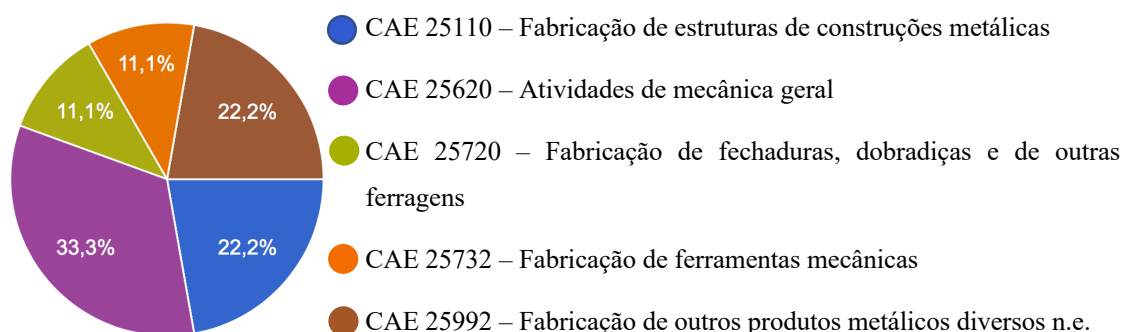 11,1%
22,2%
11,1%
33,3%
22,2%
CAE 25110 – Fabricação de estruturas de construções metálicas
CAE 25620 – Atividades de mecânica geral
CAE 25720 – Fabricação de fechaduras, dobradiças e de outras
ferragens
CAE 25732 – Fabricação de ferramentas mecânicas
CAE 25992 – Fabricação de outros produtos metálicos diversos n.e.